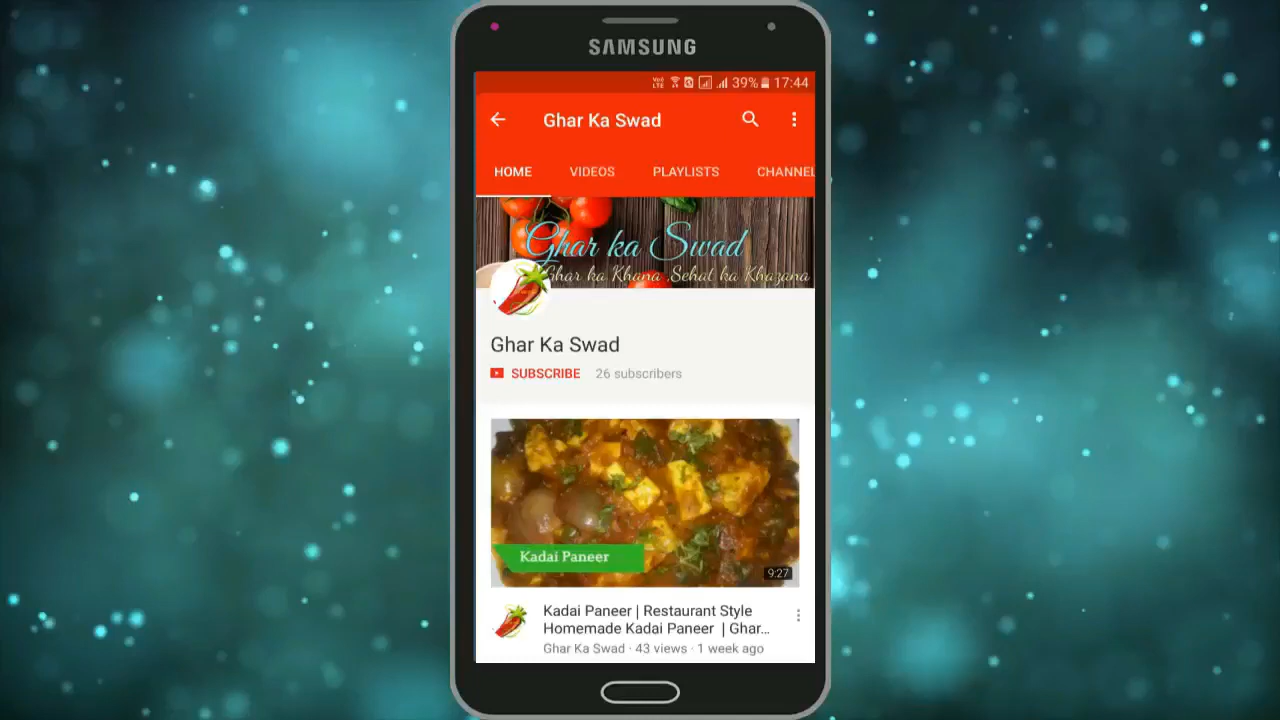 SAMSUNG
VoD LTE 39% 17:44
Ghar Ka Swad
HOME VIDEOS PLAYLISTS CHANNEL
Ghar ka Swad
Ghar ka Khana ,Sehat ka Khazana
Ghar Ka Swad
SUBSCRIBE 26 subscribers
Kadai Paneer
9:27
Kadai Paneer | Restaurant Style
Homemade Kadai Paneer | Ghar...
Ghar Ka Swad · 43 views · 1 week ago